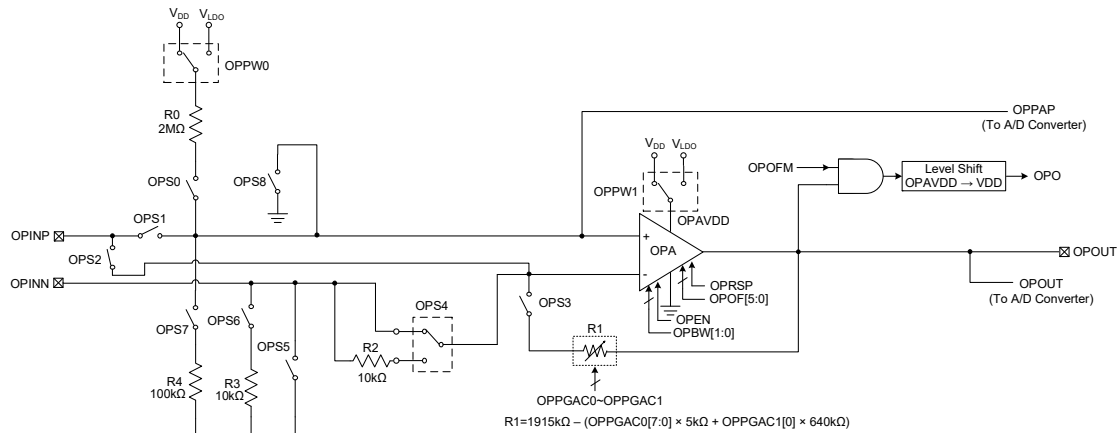 VDD
VLDO
OPPW0
R0
2MΩ
OPS0
OPS8
OPPAP
(To A/D Converter)
VDD
VLDO
OPPW1
OPAVDD
OPOFM
Level Shift
OPAVDD → VDD
OPO
OPINP
OPS1
OPS2
+
OPA
-
OPOUT
OPINN
OPRSP
OPOF[5:0]
OPEN
OPBW[1:0]
OPOUT
(To A/D Converter)
OPS7
OPS6
OPS5
OPS4
OPS3
R1
R2
10kΩ
R4
100kΩ
R3
10kΩ
OPPGAC0~OPPGAC1
R1=1915kΩ – (OPPGAC0[7:0] × 5kΩ + OPPGAC1[0] × 640kΩ)